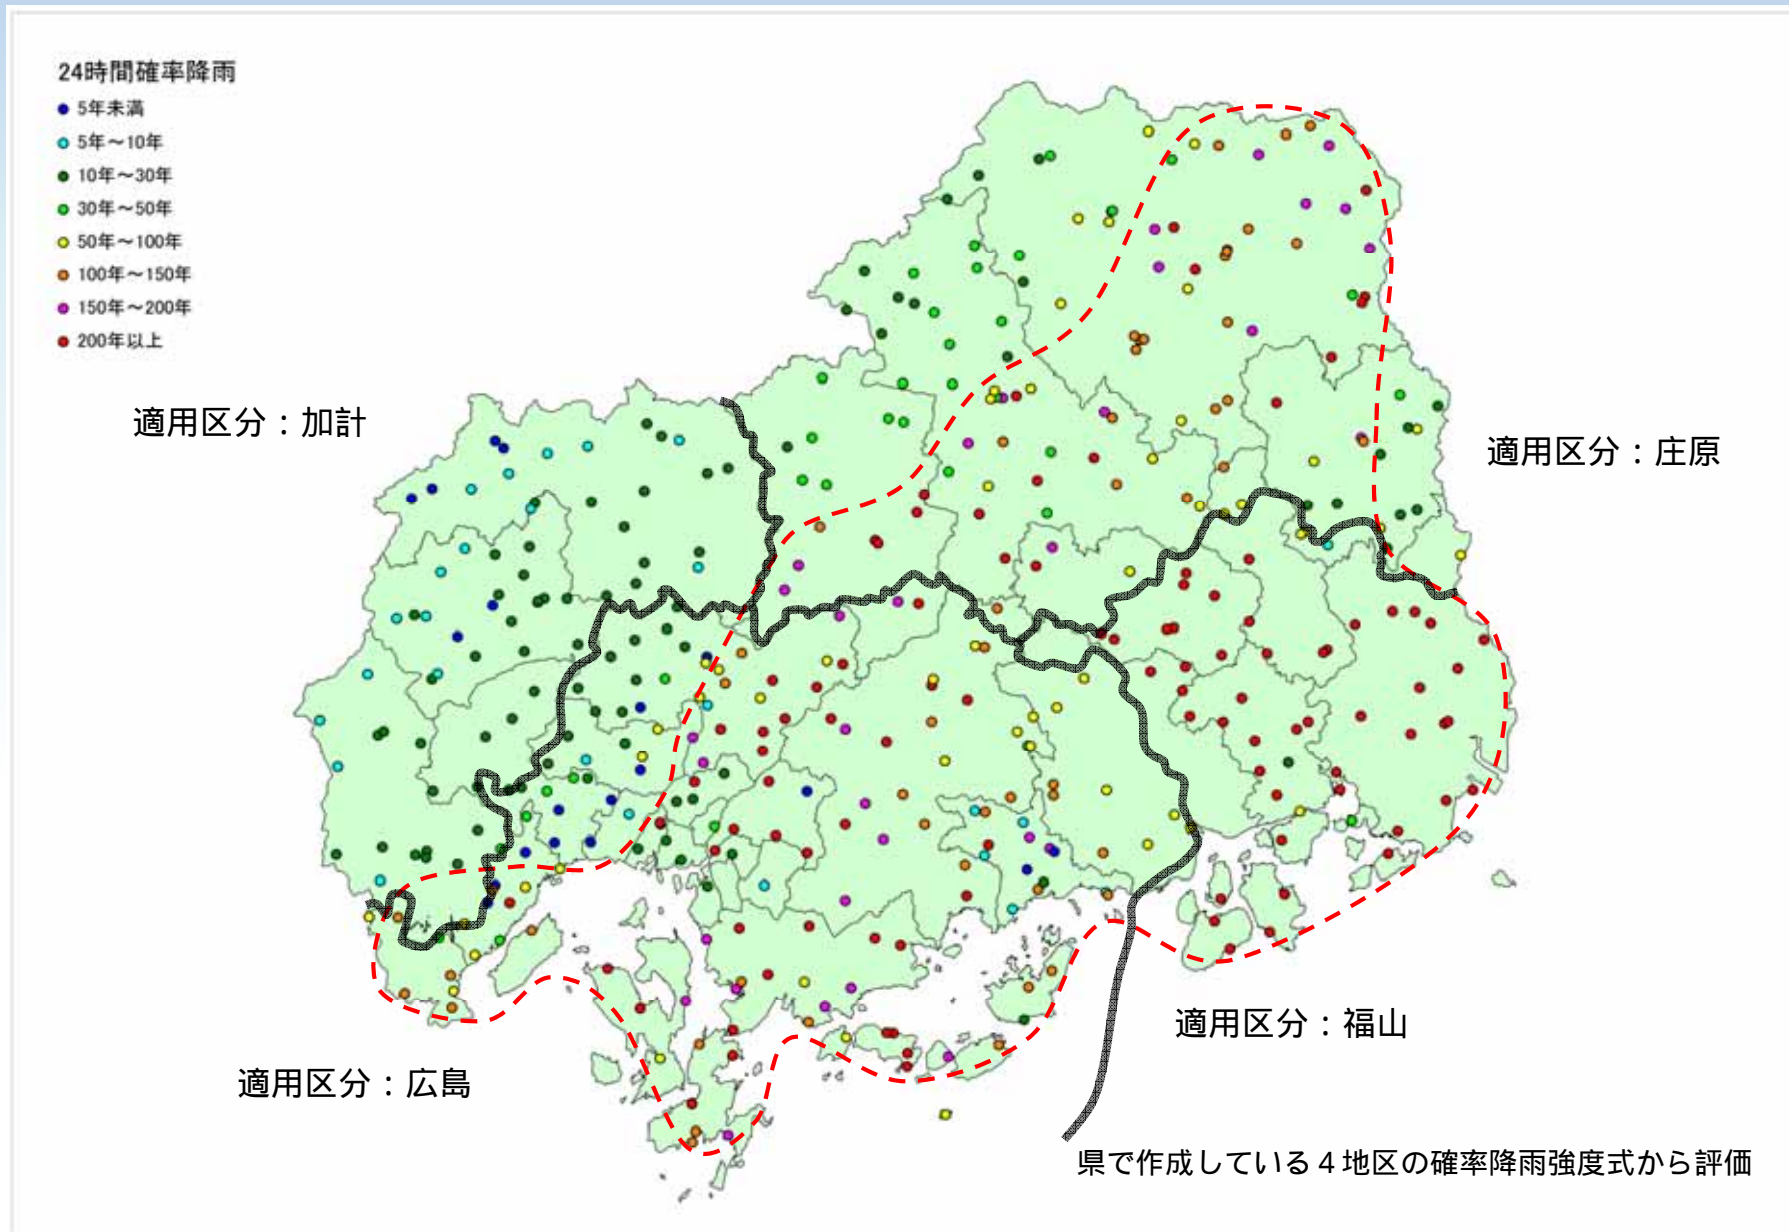 24時間確率降雨
5年未満
5年～10年
10年～30年
30年～50年
50年～100年
100年～150年
150年～200年
200年以上
適用区分：加計
適用区分：庄原
適用区分：福山
適用区分：広島
県で作成している４地区の確率降雨強度式から評価